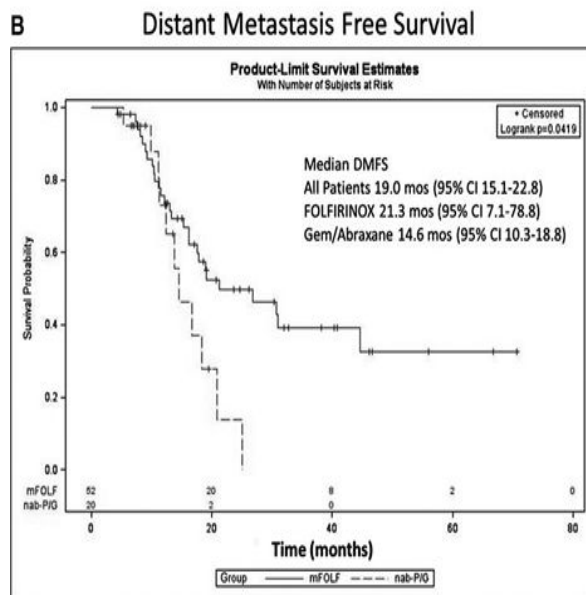 B
Distant Metastasis Free Survival
Product-Limit Survival Estimates
With Number of Subjects at Risk
+ Censored
Logrank p=0.0419
Median DMFS
All Patients 19.0 mos (95% CI 15.1-22.8)
FOLFIRINOX 21.3 mos (95% CI 7.1-78.8)
Gem/Abraxane 14.6 mos (95% CI 10.3-18.8)
Survival Probability
1.0
0.8
0.6
0.4
0.2
0.0
mFOLF 52 20 8 2 0
nab-P/G 20 2 0
0 20 40 60 80
Time (months)
Group mFOLF nab-P/G